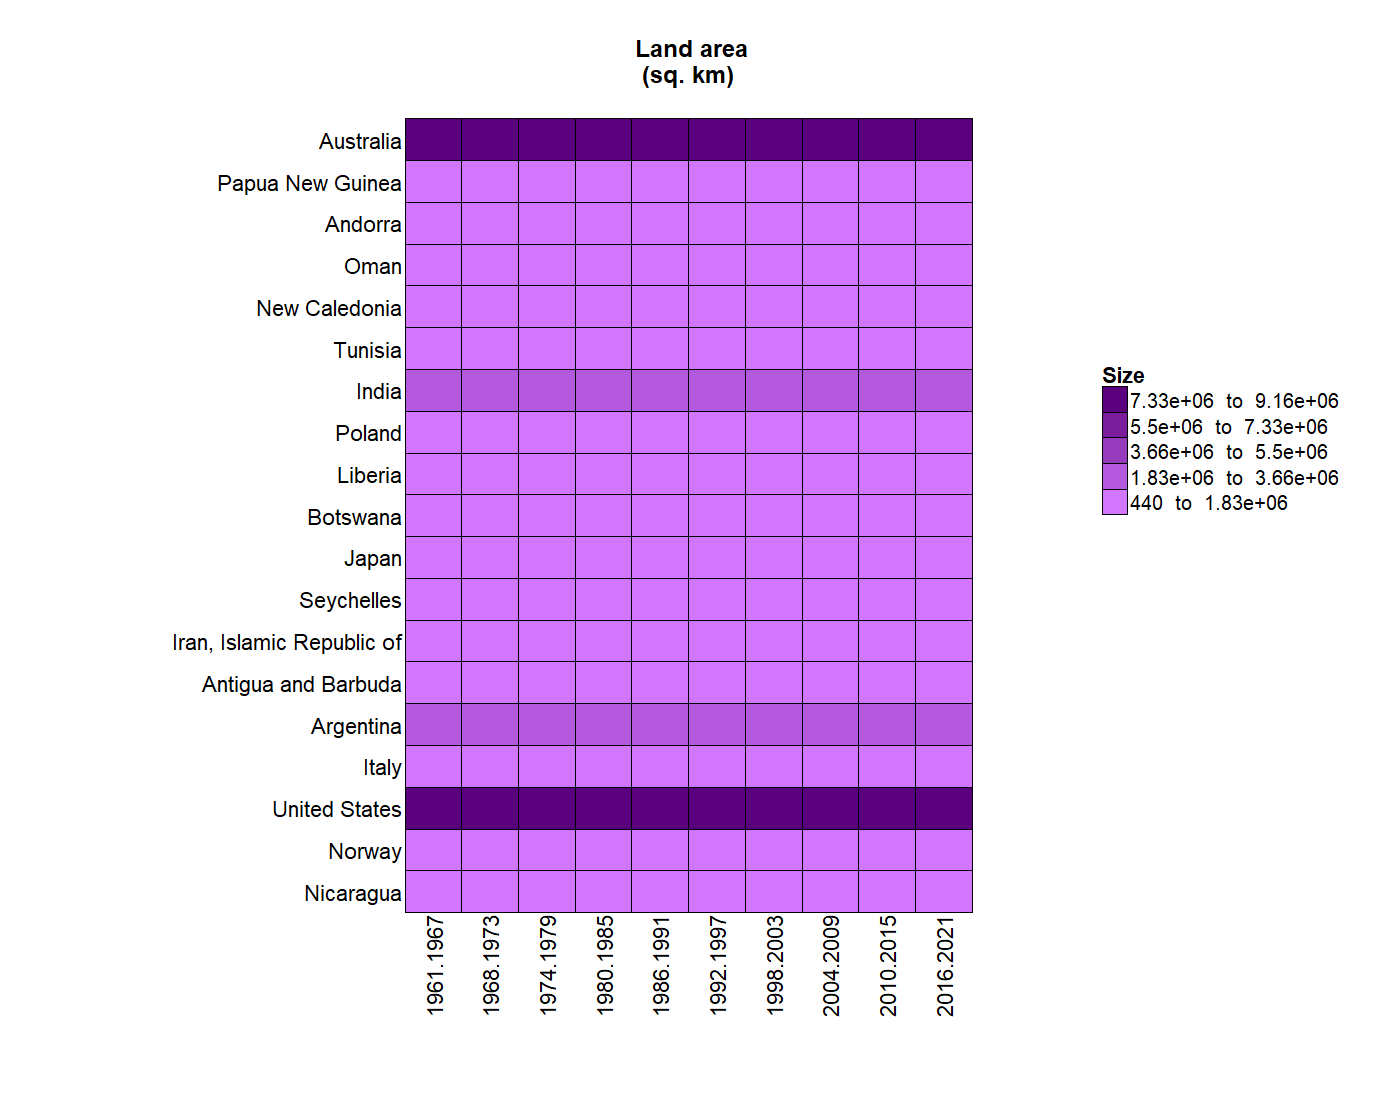 Land area
(sq. km)
Australia
Papua New Guinea
Andorra
Oman
New Caledonia
Tunisia
India
Poland
Liberia
Botswana
Japan
Seychelles
Iran, Islamic Republic of
Antigua and Barbuda
Argentina
Italy
United States
Norway
Nicaragua
1961.1967
1968.1973
1974.1979
1980.1985
1986.1991
1992.1997
1998.2003
2004.2009
2010.2015
2016.2021
Size
7.33e+06 to 9.16e+06
5.5e+06 to 7.33e+06
3.66e+06 to 5.5e+06
1.83e+06 to 3.66e+06
440 to 1.83e+06